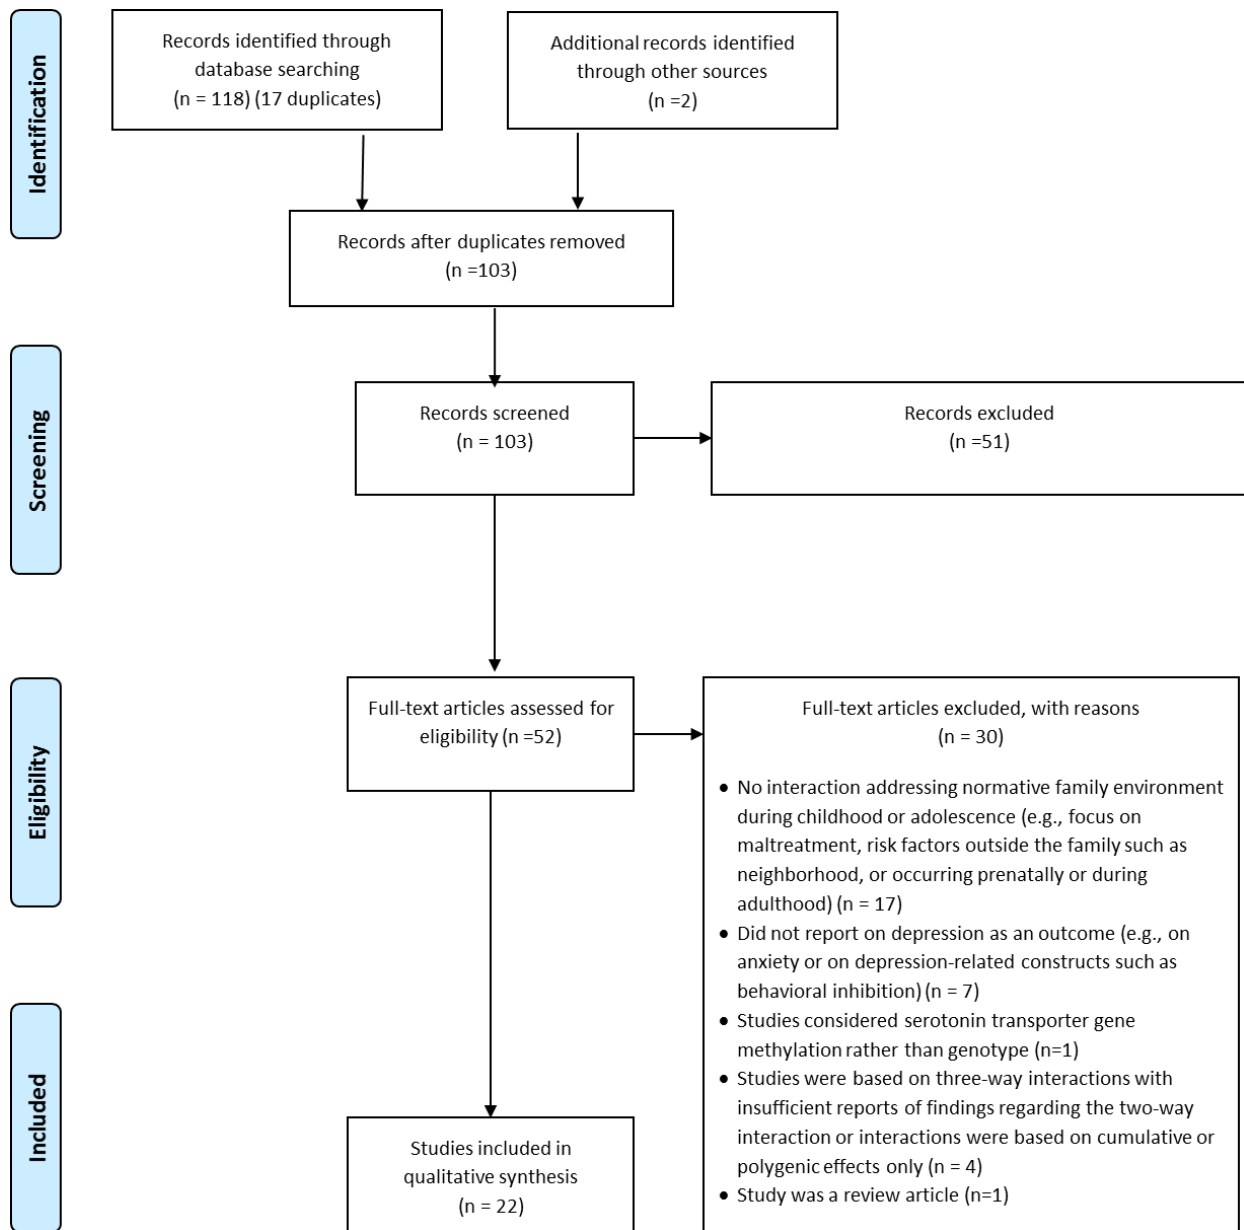 Identification
Records identified through
database searching
(n = 118) (17 duplicates)
Additional records identified
through other sources
(n =2)
Records after duplicates removed
(n =103)
Screening
Records screened
(n = 103)
Records excluded
(n =51)
Eligibility
Full-text articles assessed for
eligibility (n =52)
Full-text articles excluded, with reasons
(n = 30)
• No interaction addressing normative family environment
during childhood or adolescence (e.g., focus on
maltreatment, risk factors outside the family such as
neighborhood, or occurring prenatally or during
adulthood) (n = 17)
• Did not report on depression as an outcome (e.g., on
anxiety or on depression-related constructs such as
behavioral inhibition) (n = 7)
• Studies considered serotonin transporter gene
methylation rather than genotype (n=1)
• Studies were based on three-way interactions with
insufficient reports of findings regarding the two-way
interaction or interactions were based on cumulative or
polygenic effects only (n = 4)
• Study was a review article (n=1)
Included
Studies included in
qualitative synthesis
(n = 22)